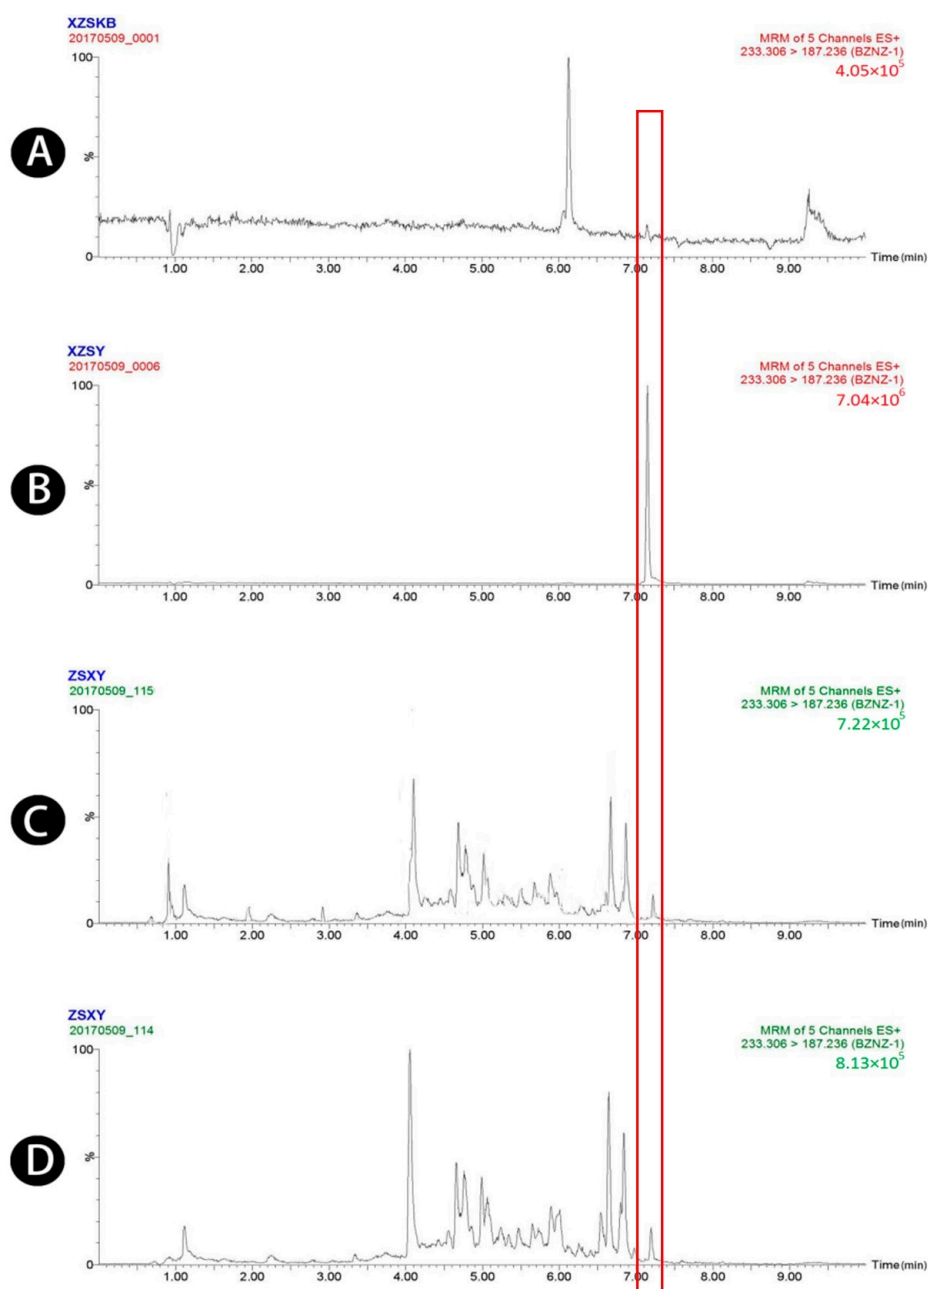 XZSKB
20170509_0001
MRM of 5 Channels ES+
233.306 > 187.236 (BZNZ-1)
4.05×10⁵
100
A
%
0
1.00 2.00 3.00 4.00 5.00 6.00 7.00 8.00 9.00 Time (min)
XZSY
20170509_0006
MRM of 5 Channels ES+
233.306 > 187.236 (BZNZ-1)
7.04×10⁶
100
B
%
0
1.00 2.00 3.00 4.00 5.00 6.00 7.00 8.00 9.00 Time (min)
ZSXY
20170509_115
MRM of 5 Channels ES+
233.306 > 187.236 (BZNZ-1)
7.22×10⁵
100
C
%
0
1.00 2.00 3.00 4.00 5.00 6.00 7.00 8.00 9.00 Time (min)
ZSXY
20170509_114
MRM of 5 Channels ES+
233.306 > 187.236 (BZNZ-1)
8.13×10⁵
100
D
%
0
1.00 2.00 3.00 4.00 5.00 6.00 7.00 8.00 9.00 Time (min)